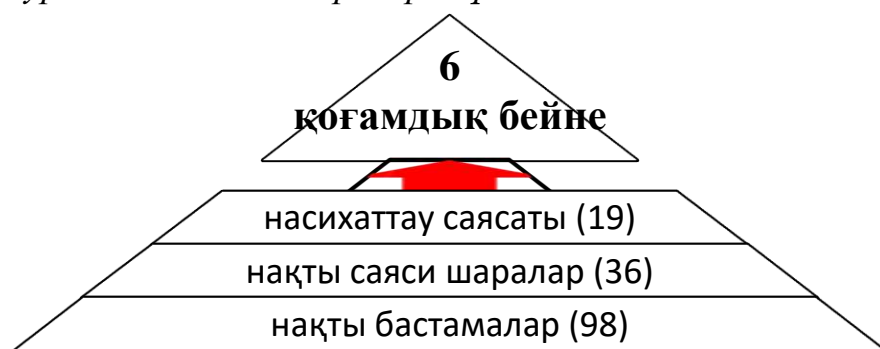 6
қоғамдық бейне
насихаттау саясаты (19)
нақты саяси шаралар (36)
нақты бастамалар (98)